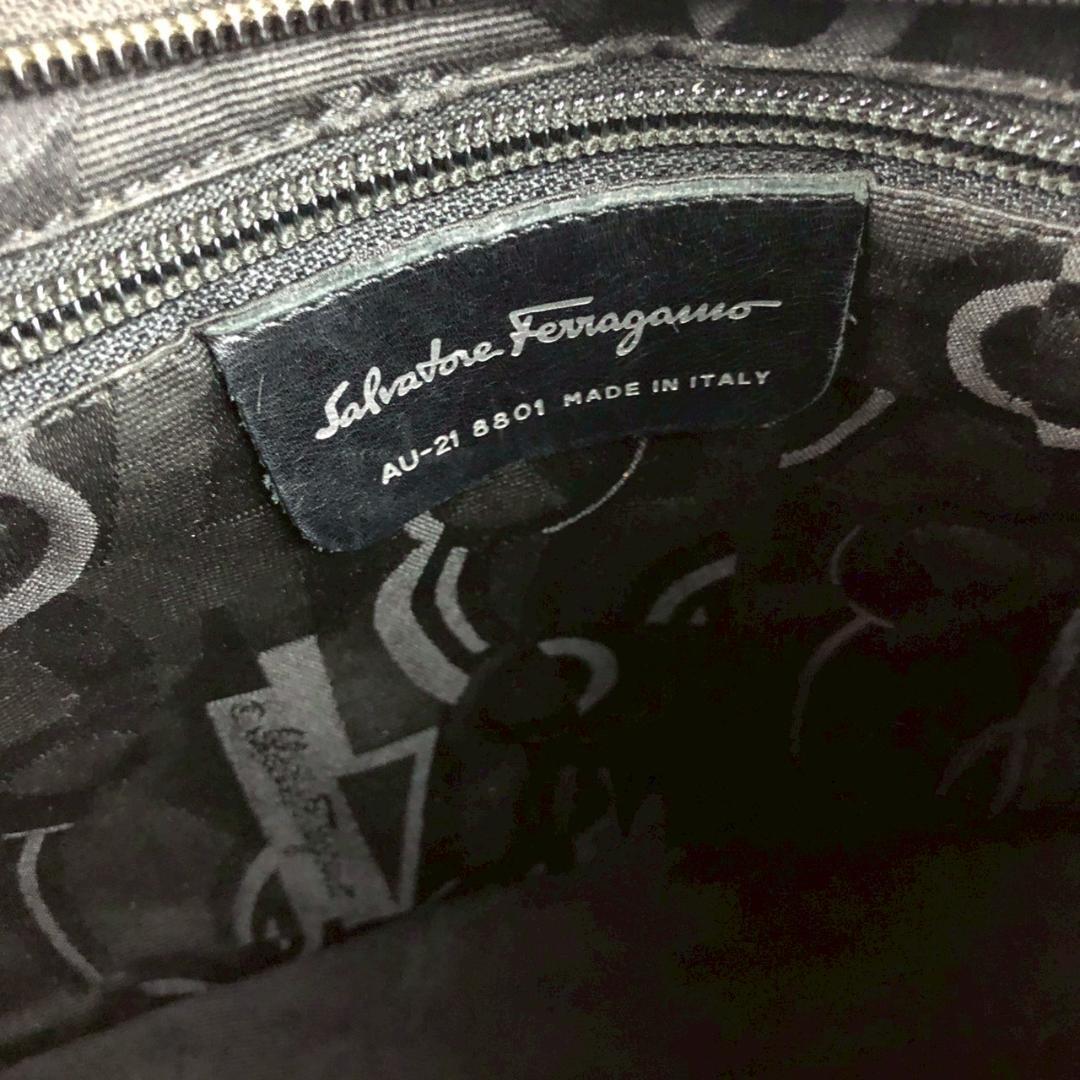 Salvatore Ferragamo
AU-21 8801 MADE IN ITALY